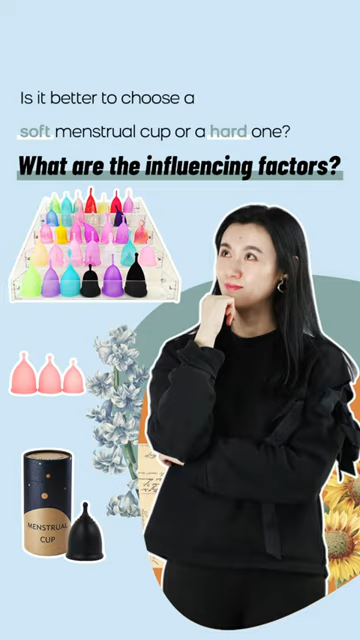 Is it better to choose a
soft menstrual cup or a hard one?
What are the influencing factors?
MENSTRUAL
CUP